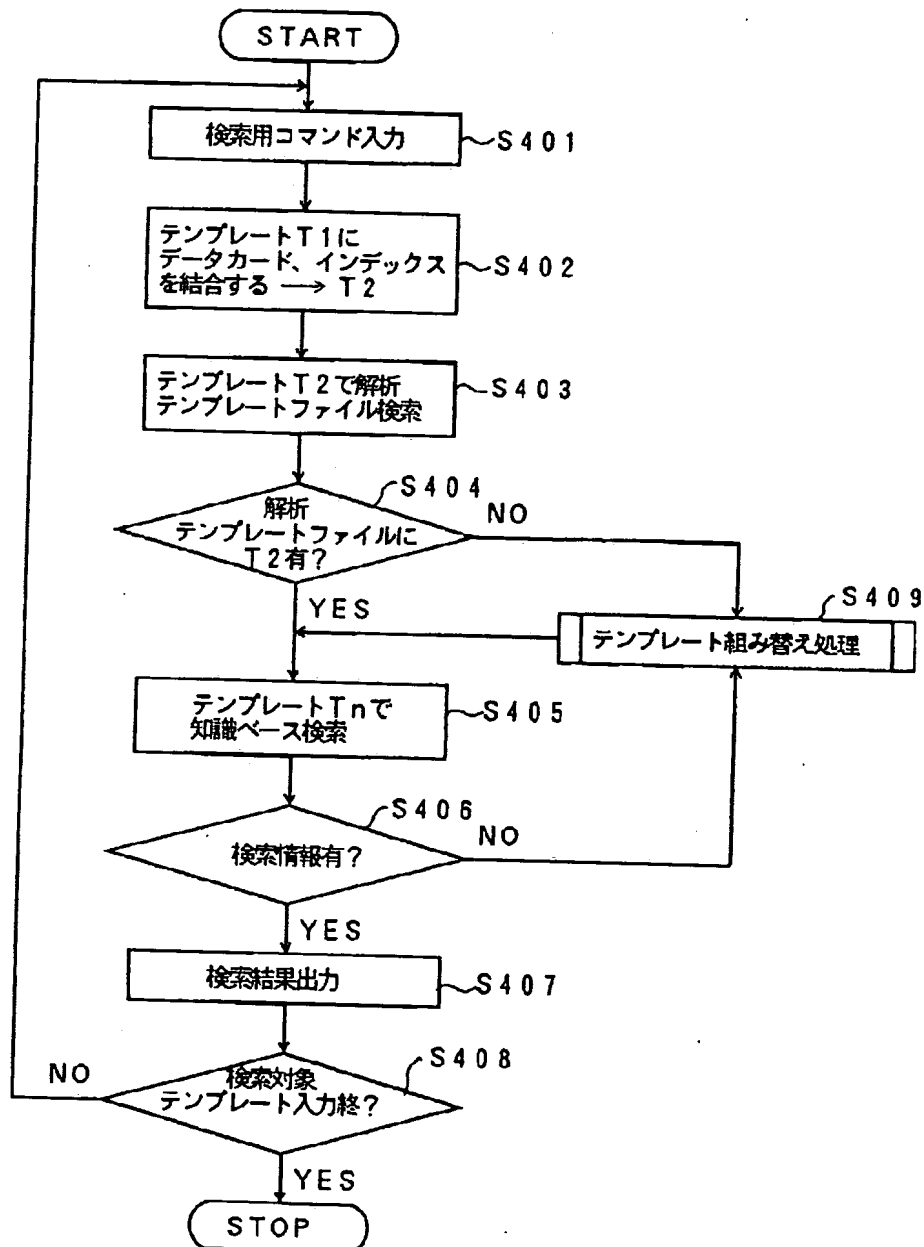 START
検索用コマンド入力
S401
テンプレートT1に
データカード、インデックス
を結合する → T2
S402
テンプレートT2で解析
テンプレートファイル検索
S403
解析
テンプレートファイルに
T2有?
S404
NO
YES
S409
テンプレート組み替え処理
テンプレートTnで
知識ベース検索
S405
検索情報有?
S406
NO
YES
検索結果出力
S407
検索対象
テンプレート入力終?
S408
NO
YES
STOP